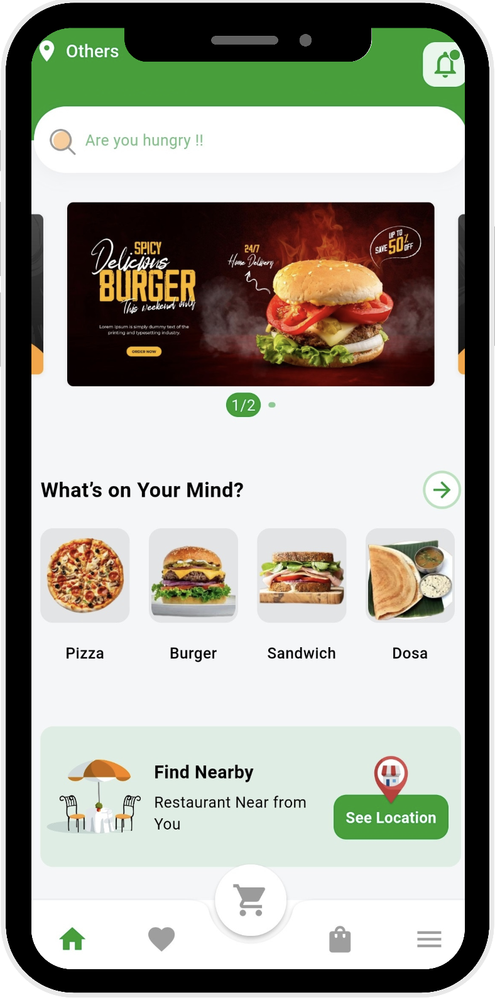 Others
Are you hungry !!
SPICY
Delicious
BURGER
This weekend only
Lorem Ipsum is simply dummy text of the
printing and typesetting industry.
ORDER NOW
24/7
Home Delivery
UP TO
SAVE 50% OFF
1/2
What’s on Your Mind?
Pizza
Burger
Sandwich
Dosa
Find Nearby
Restaurant Near from
You
See Location